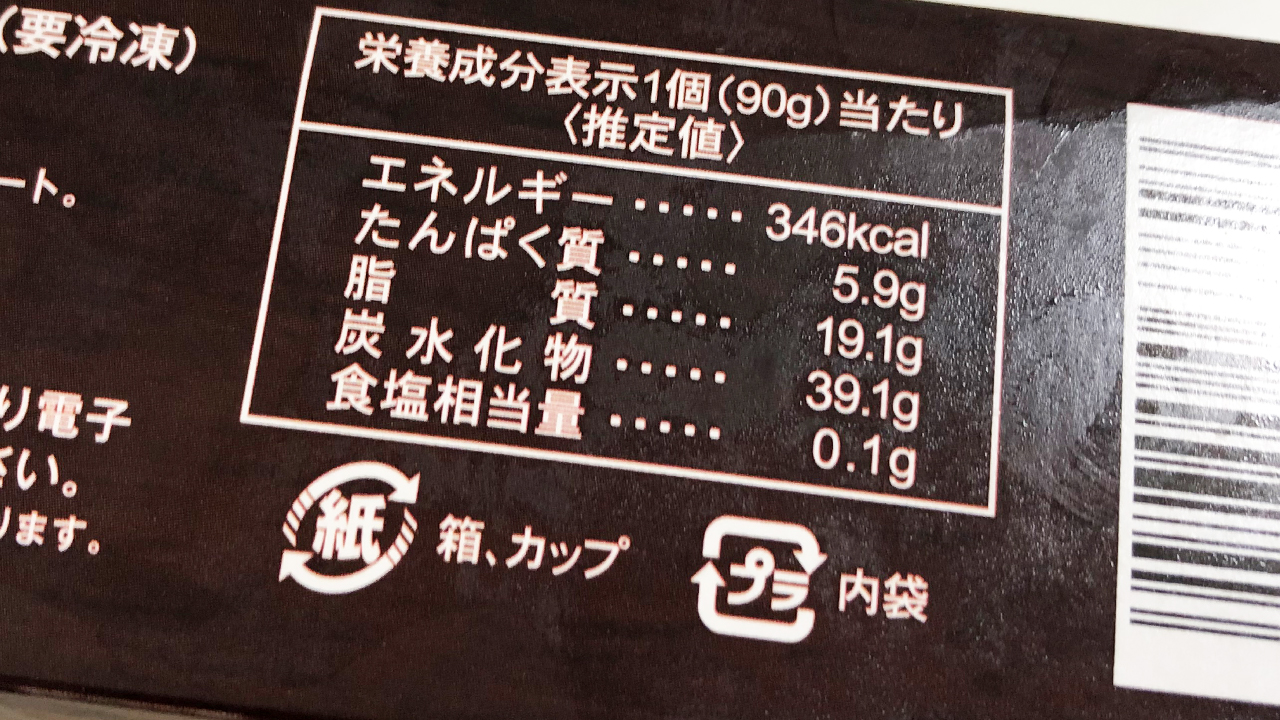 （要冷凍）
ート。
り電子
さい。
ります。
栄養成分表示1個（90g）当たり
〈推定値〉
エネルギー ····· 346kcal
たんぱく質 ····· 5.9g
脂質 ····· 19.1g
炭水化物 ····· 39.1g
食塩相当量 ····· 0.1g
紙 箱、カップ
プラ 内袋